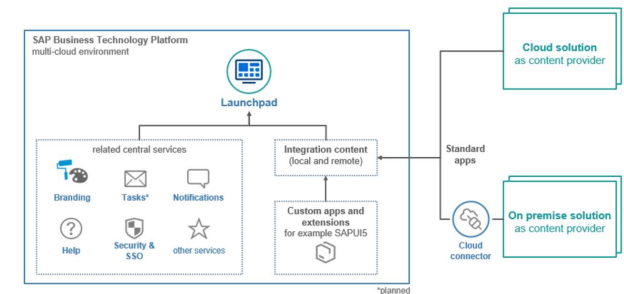 SAP Business Technology Platform
multi-cloud environment
Launchpad
related central services
Branding
Tasks*
Notifications
Help
Security &
SSO
other services
Integration content
(local and remote)
Custom apps and
extensions
for example SAPUI5
*planned
Standard
apps
Cloud
connector
Cloud solution
as content provider
On premise solution
as content provider